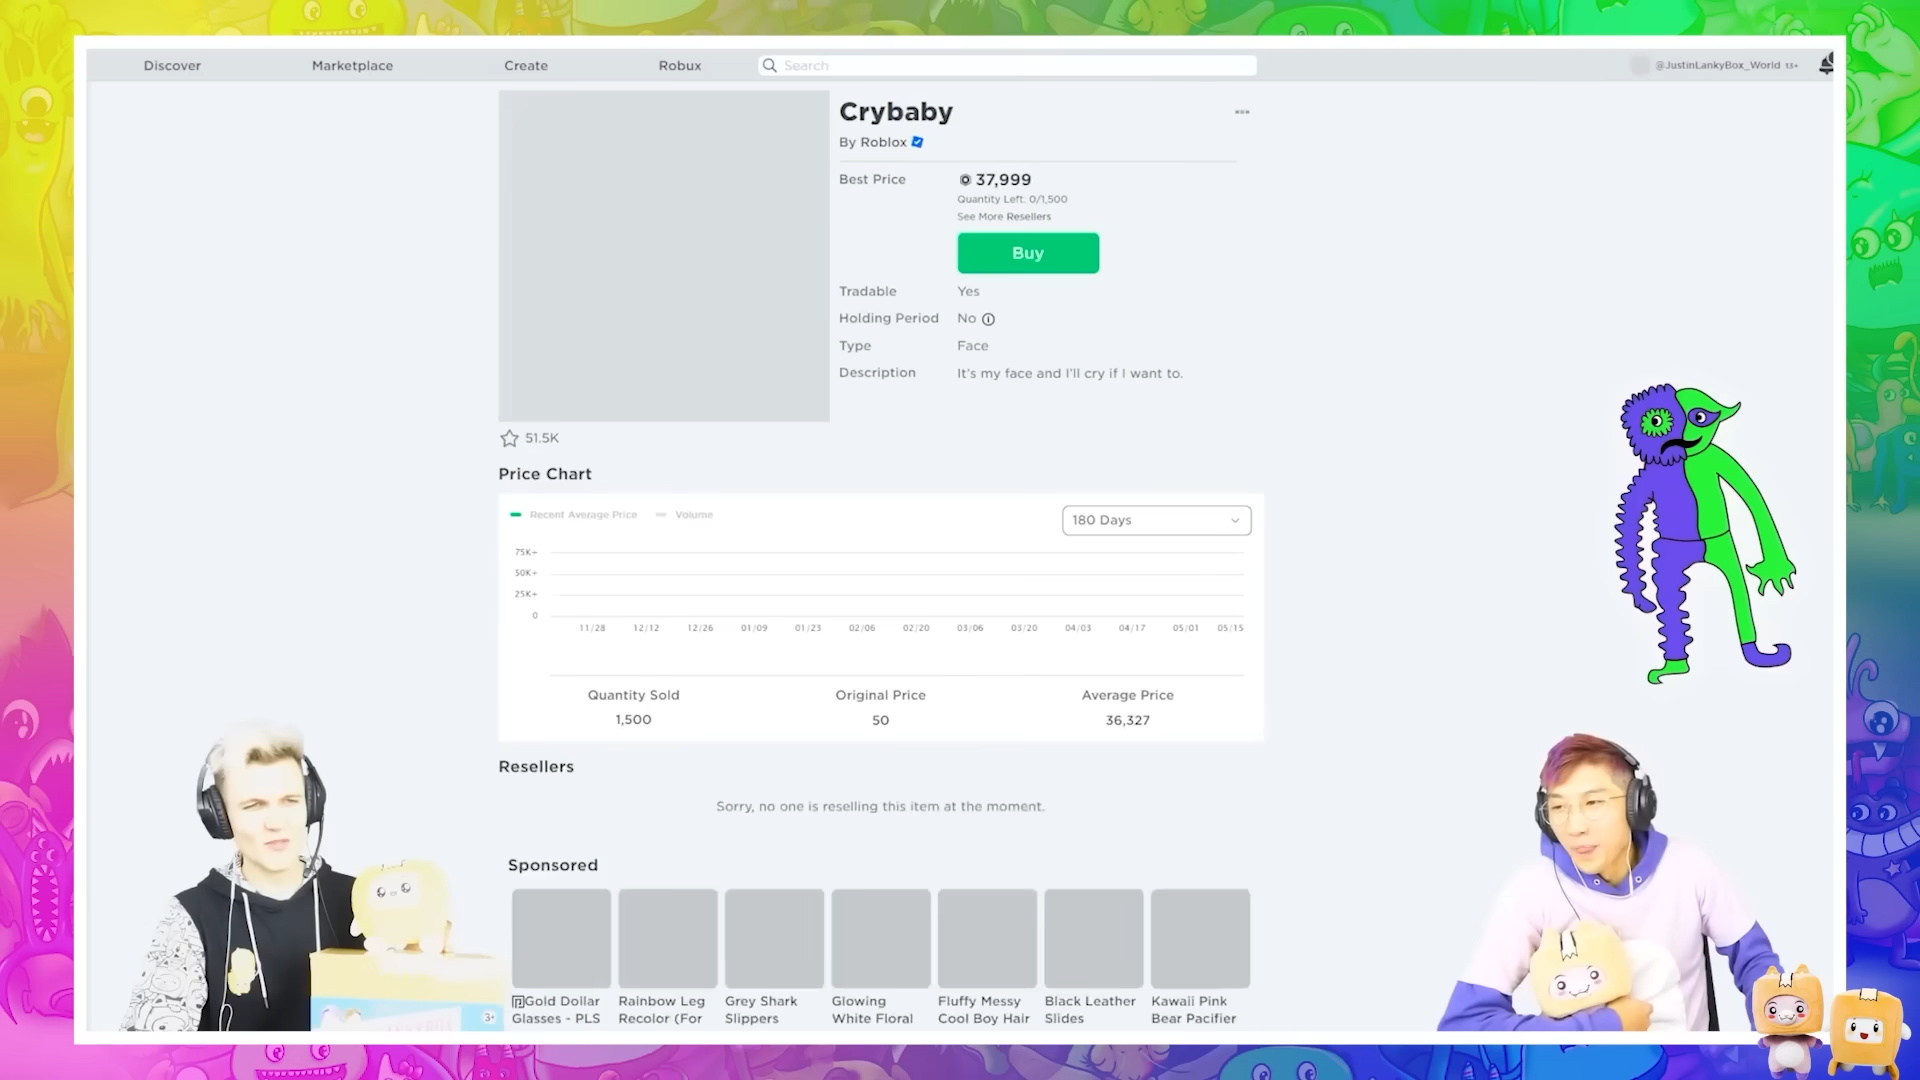 Discover Marketplace Create Robux Search @JustinLankyBox_World 13+
Crybaby
By Roblox
Best Price 37,999
Quantity Left: 0/1,500
See More Resellers
Buy
Tradable Yes
Holding Period No
Type Face
Description It's my face and I'll cry if I want to.
51.5K
Price Chart
Recent Average Price Volume
180 Days
75K+
50K+
25K+
0
11/28 12/12 12/26 01/09 01/23 02/06 02/20 03/06 03/20 04/03 04/17 05/01 05/15
Quantity Sold Original Price Average Price
1,500 50 36,327
Resellers
Sorry, no one is reselling this item at the moment.
Sponsored
Gold Dollar Rainbow Leg Grey Shark Glowing Fluffy Messy Black Leather Kawaii Pink
Glasses - PLS Recolor (For Slippers White Floral Cool Boy Hair Slides Bear Pacifier
3+